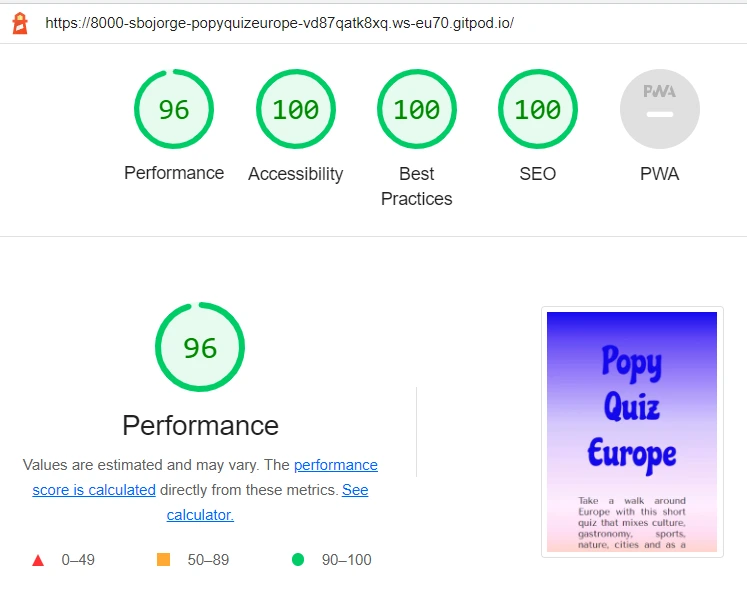 https://8000-sbojorge-popyquizeurope-vd87qatk8xq.ws-eu70.gitpod.io/
96
100
100
100
PWA
Performance
Accessibility
Best
Practices
SEO
PWA
96
Performance
Values are estimated and may vary. The performance
score is calculated directly from these metrics. See
calculator.
0–49
50–89
90–100
Popy
Quiz
Europe
Take a walk around
Europe with this short
quiz that mixes culture,
gastronomy, sports,
nature, cities and as a